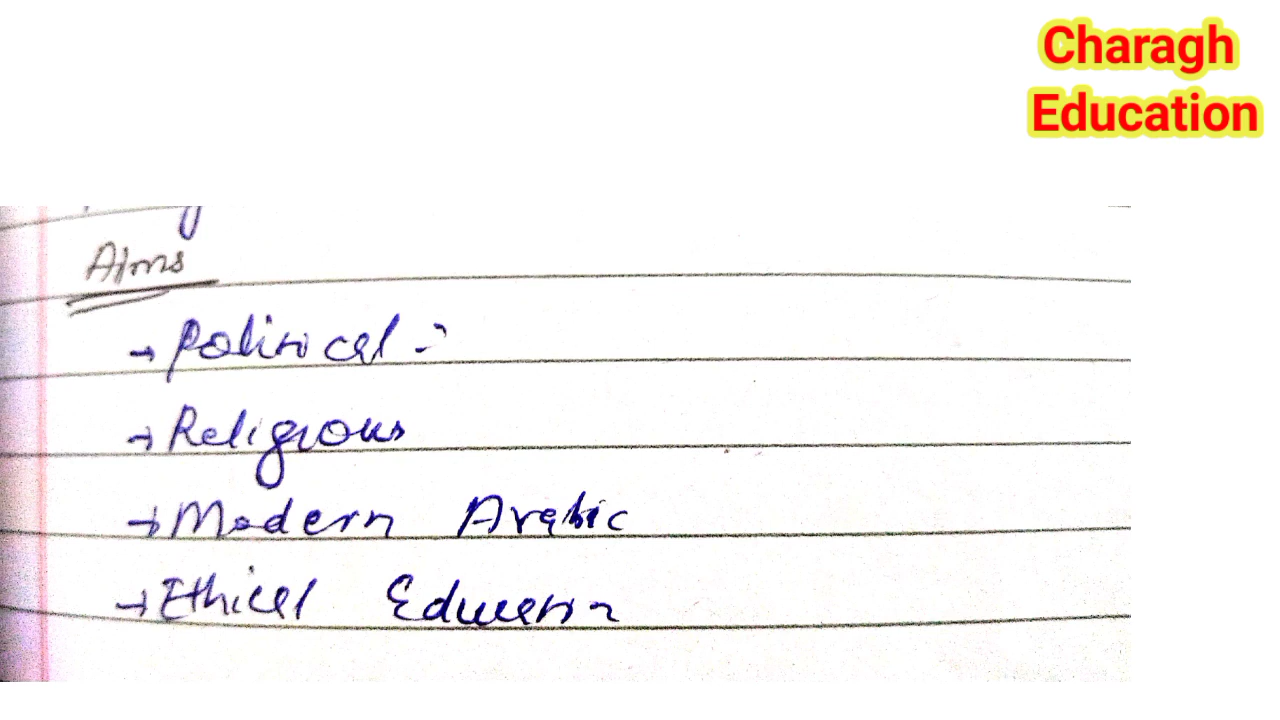 Charagh
Education
Aims
→ Political :-
→ Religious
→ Modern Arabic
→ Ethical Education